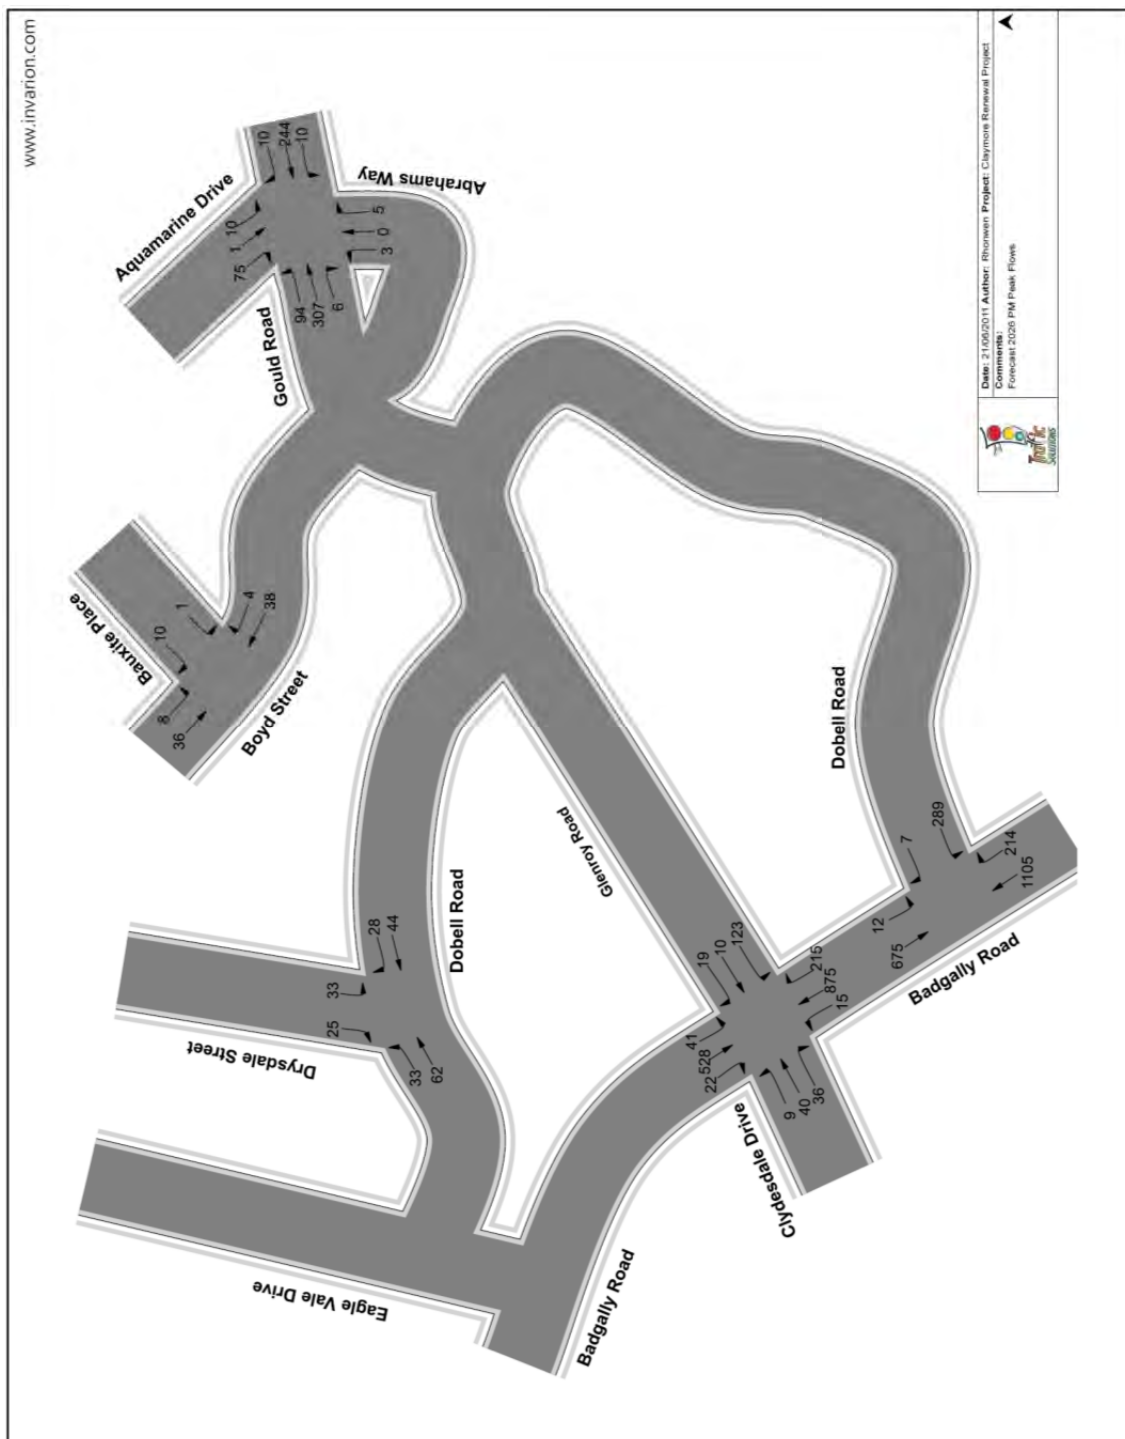 www.invarion.com
Aquamarine Drive
10
244
10
Abrahams Way
10
1
75
5
0
3
94
307
6
Gould Road
Bauxite Place
1
10
4
38
8
36
Boyd Street
Dobell Road
Glenroy Road
Dobell Road
28
44
33
25
33
62
Drysdale Street
Eagle Vale Drive
Badgally Road
Clydesdale Drive
19
10
123
41
528
22
215
875
15
9
40
36
7
289
12
675
214
1105
Badgally Road
Date: 21/06/2011 Author: Rhonwen Project: Claymore Renewal Project
Comments:
Forecast 2026 PM Peak Flows
Traffic
Solutions